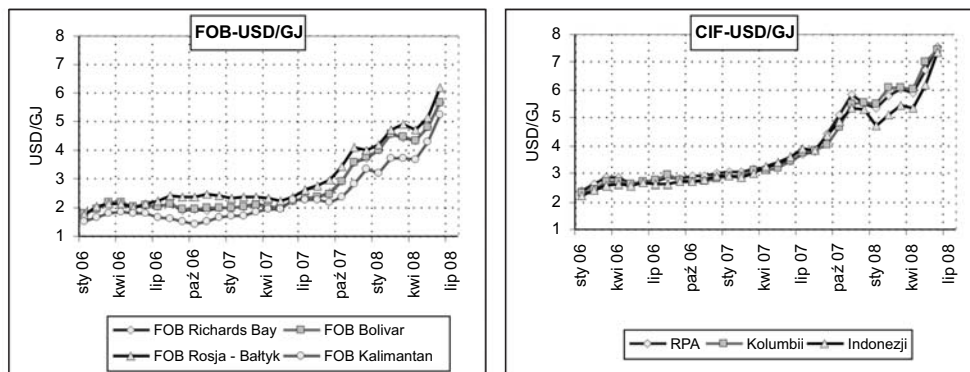 FOB-USD/GJ
8
7
6
5
4
3
2
1
USD/GJ
sty 06
kwi 06
lip 06
paź 06
sty 07
kwi 07
lip 07
paź 07
sty 08
kwi 08
lip 08
FOB Richards Bay
FOB Bolivar
FOB Rosja - Bałtyk
FOB Kalimantan
CIF-USD/GJ
8
7
6
5
4
3
2
1
USD/GJ
sty 06
kwi 06
lip 06
paź 06
sty 07
kwi 07
lip 07
paź 07
sty 08
kwi 08
lip 08
RPA
Kolumbii
Indonezji